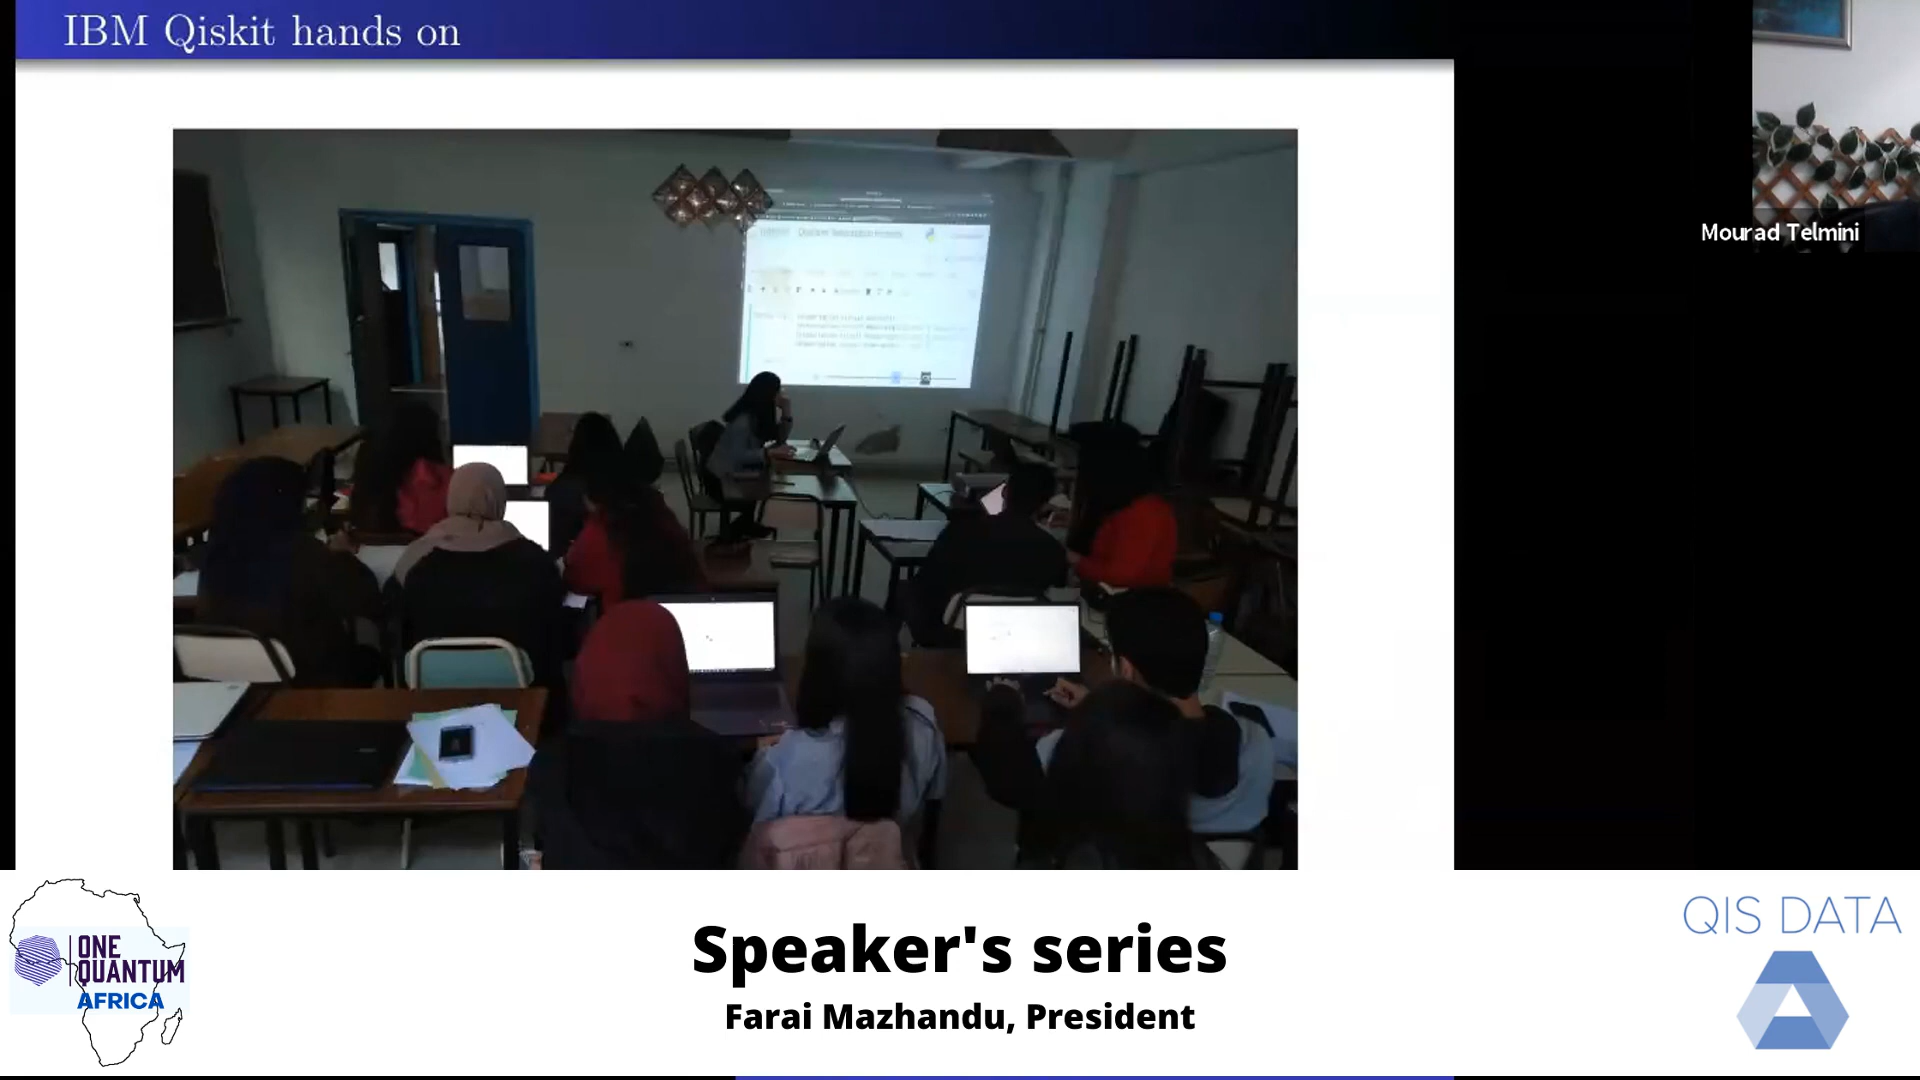 IBM Qiskit hands on
Mourad Telmini
ONE
QUANTUM
AFRICA
Speaker's series
Farai Mazhandu, President
QIS DATA